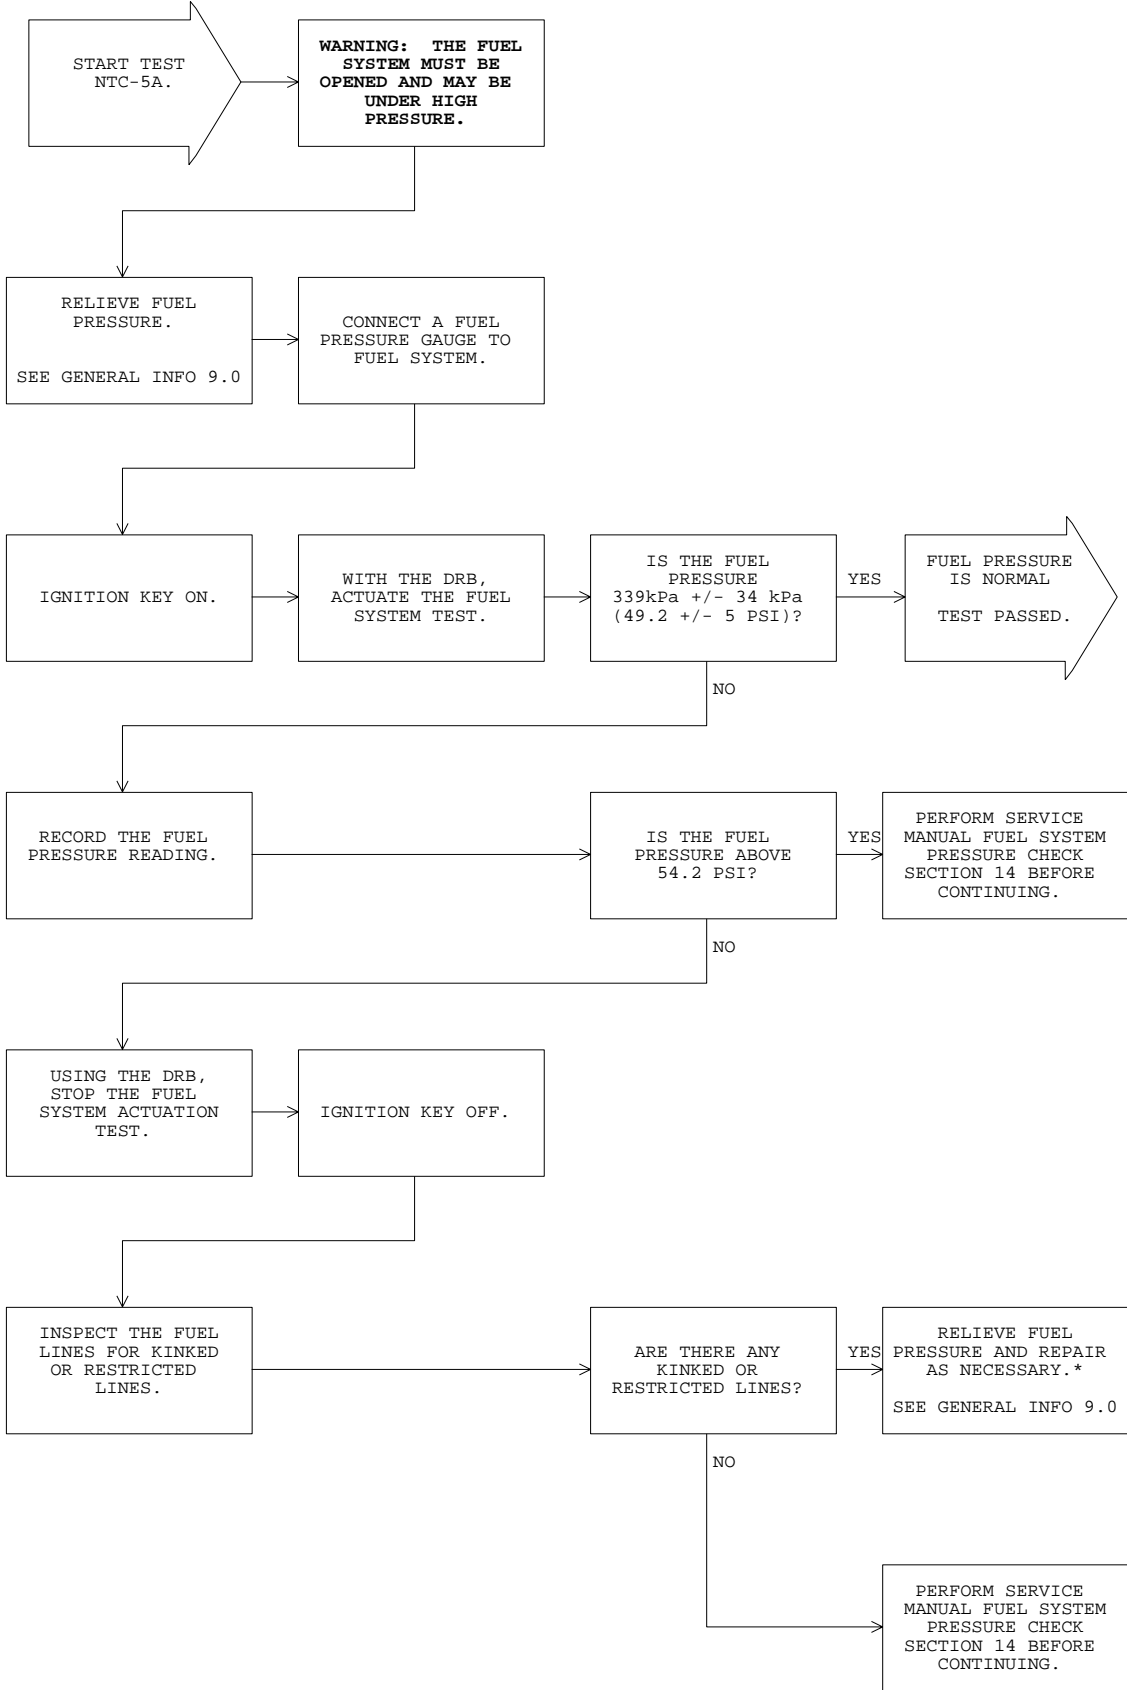 START TEST
NTC-5A.
WARNING: THE FUEL
SYSTEM MUST BE
OPENED AND MAY BE
UNDER HIGH
PRESSURE.
RELIEVE FUEL
PRESSURE.
SEE GENERAL INFO 9.0
CONNECT A FUEL
PRESSURE GAUGE TO
FUEL SYSTEM.
IGNITION KEY ON.
WITH THE DRB,
ACTUATE THE FUEL
SYSTEM TEST.
IS THE FUEL
PRESSURE
339kPa +/- 34 kPa
(49.2 +/- 5 PSI)?
YES
FUEL PRESSURE
IS NORMAL
TEST PASSED.
NO
RECORD THE FUEL
PRESSURE READING.
IS THE FUEL
PRESSURE ABOVE
54.2 PSI?
YES
PERFORM SERVICE
MANUAL FUEL SYSTEM
PRESSURE CHECK
SECTION 14 BEFORE
CONTINUING.
NO
USING THE DRB,
STOP THE FUEL
SYSTEM ACTUATION
TEST.
IGNITION KEY OFF.
INSPECT THE FUEL
LINES FOR KINKED
OR RESTRICTED
LINES.
ARE THERE ANY
KINKED OR
RESTRICTED LINES?
YES
RELIEVE FUEL
PRESSURE AND REPAIR
AS NECESSARY.*
SEE GENERAL INFO 9.0
NO
PERFORM SERVICE
MANUAL FUEL SYSTEM
PRESSURE CHECK
SECTION 14 BEFORE
CONTINUING.